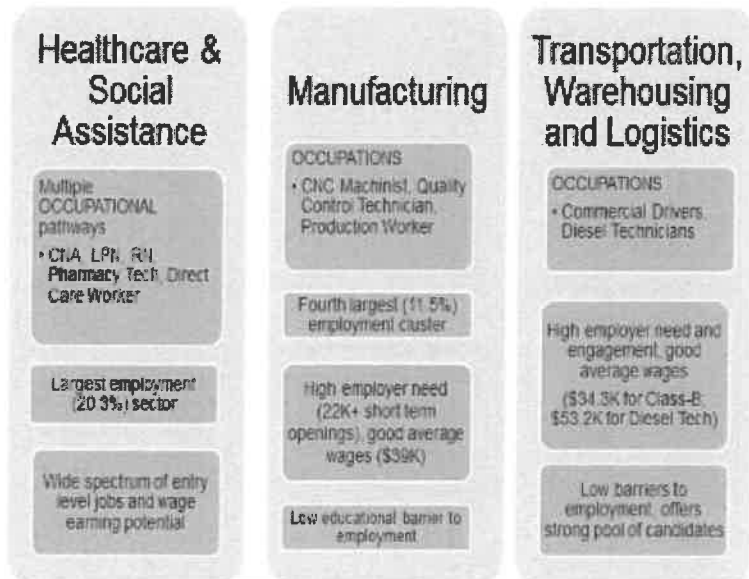 Healthcare &
Social
Assistance
Multiple
OCCUPATIONAL
pathways
• CNA, LPN, RN,
Pharmacy Tech, Direct
Care Worker
Largest employment
(20.3%) sector
Wide spectrum of entry
level jobs and wage
earning potential
Manufacturing
OCCUPATIONS
• CNC Machinist, Quality
Control Technician,
Production Worker
Fourth largest (11.5%)
employment cluster
High employer need
(22K+ short term
openings), good average
wages ($39K)
Low educational barrier to
employment
Transportation,
Warehousing
and Logistics
OCCUPATIONS
• Commercial Drivers,
Diesel Technicians
High employer need and
engagement, good
average wages
($34.3K for Class-B,
$53.2K for Diesel Tech)
Low barriers to
employment, offers
strong pool of candidates